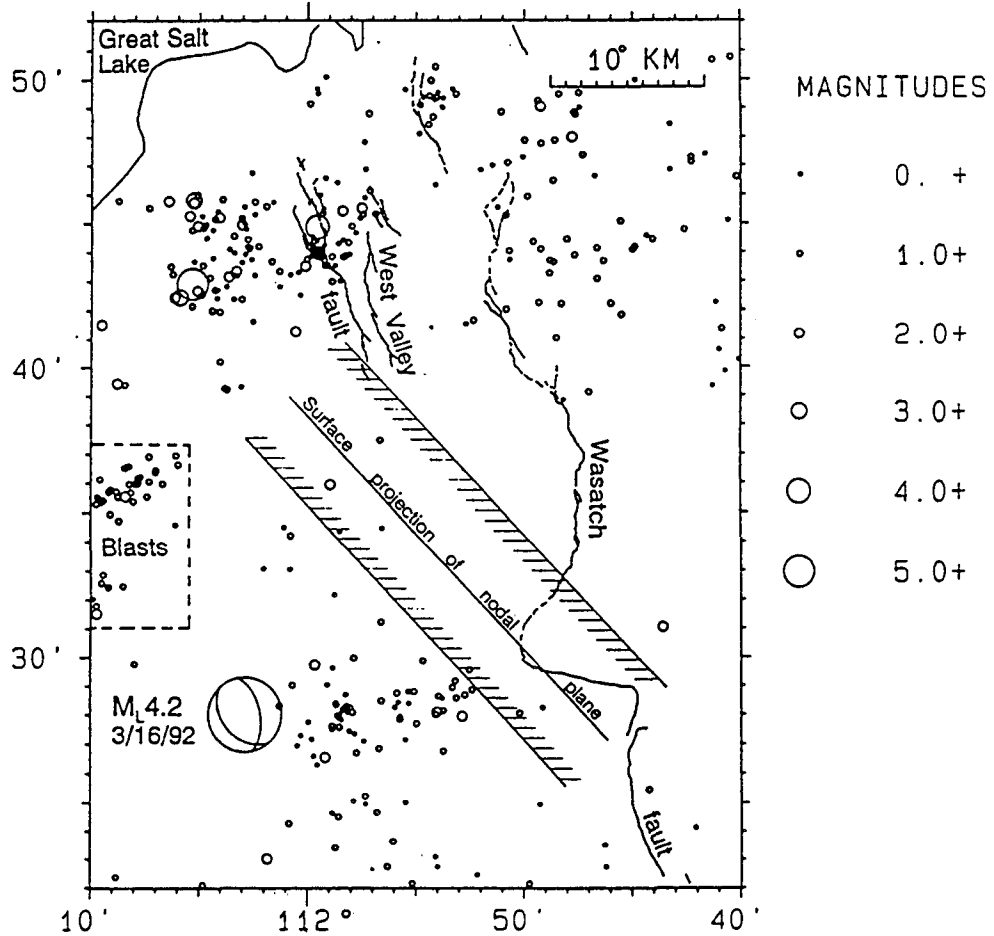 Great Salt
Lake
10 KM
50'
MAGNITUDES
0. +
1.0+
2.0+
3.0+
4.0+
5.0+
West Valley
fault
40'
Surface projection of nodal plane
Wasatch
Blasts
30'
ML4.2
3/16/92
fault
10'
112°
50'
40'